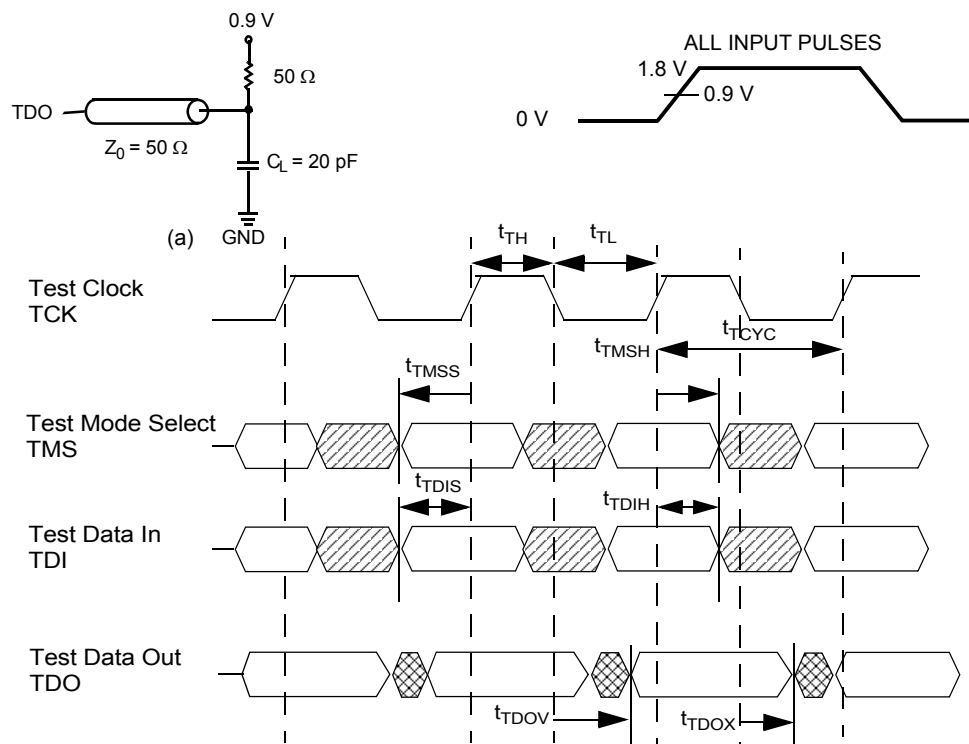 0.9 V
50 Ω
TDO
Z0 = 50 Ω
CL = 20 pF
(a)
GND
ALL INPUT PULSES
1.8 V
0.9 V
0 V
tTH
tTL
Test Clock
TCK
tTMSH
tTCYC
tTMSS
Test Mode Select
TMS
tTDIS
tTDIH
Test Data In
TDI
Test Data Out
TDO
tTDOV
tTDOX